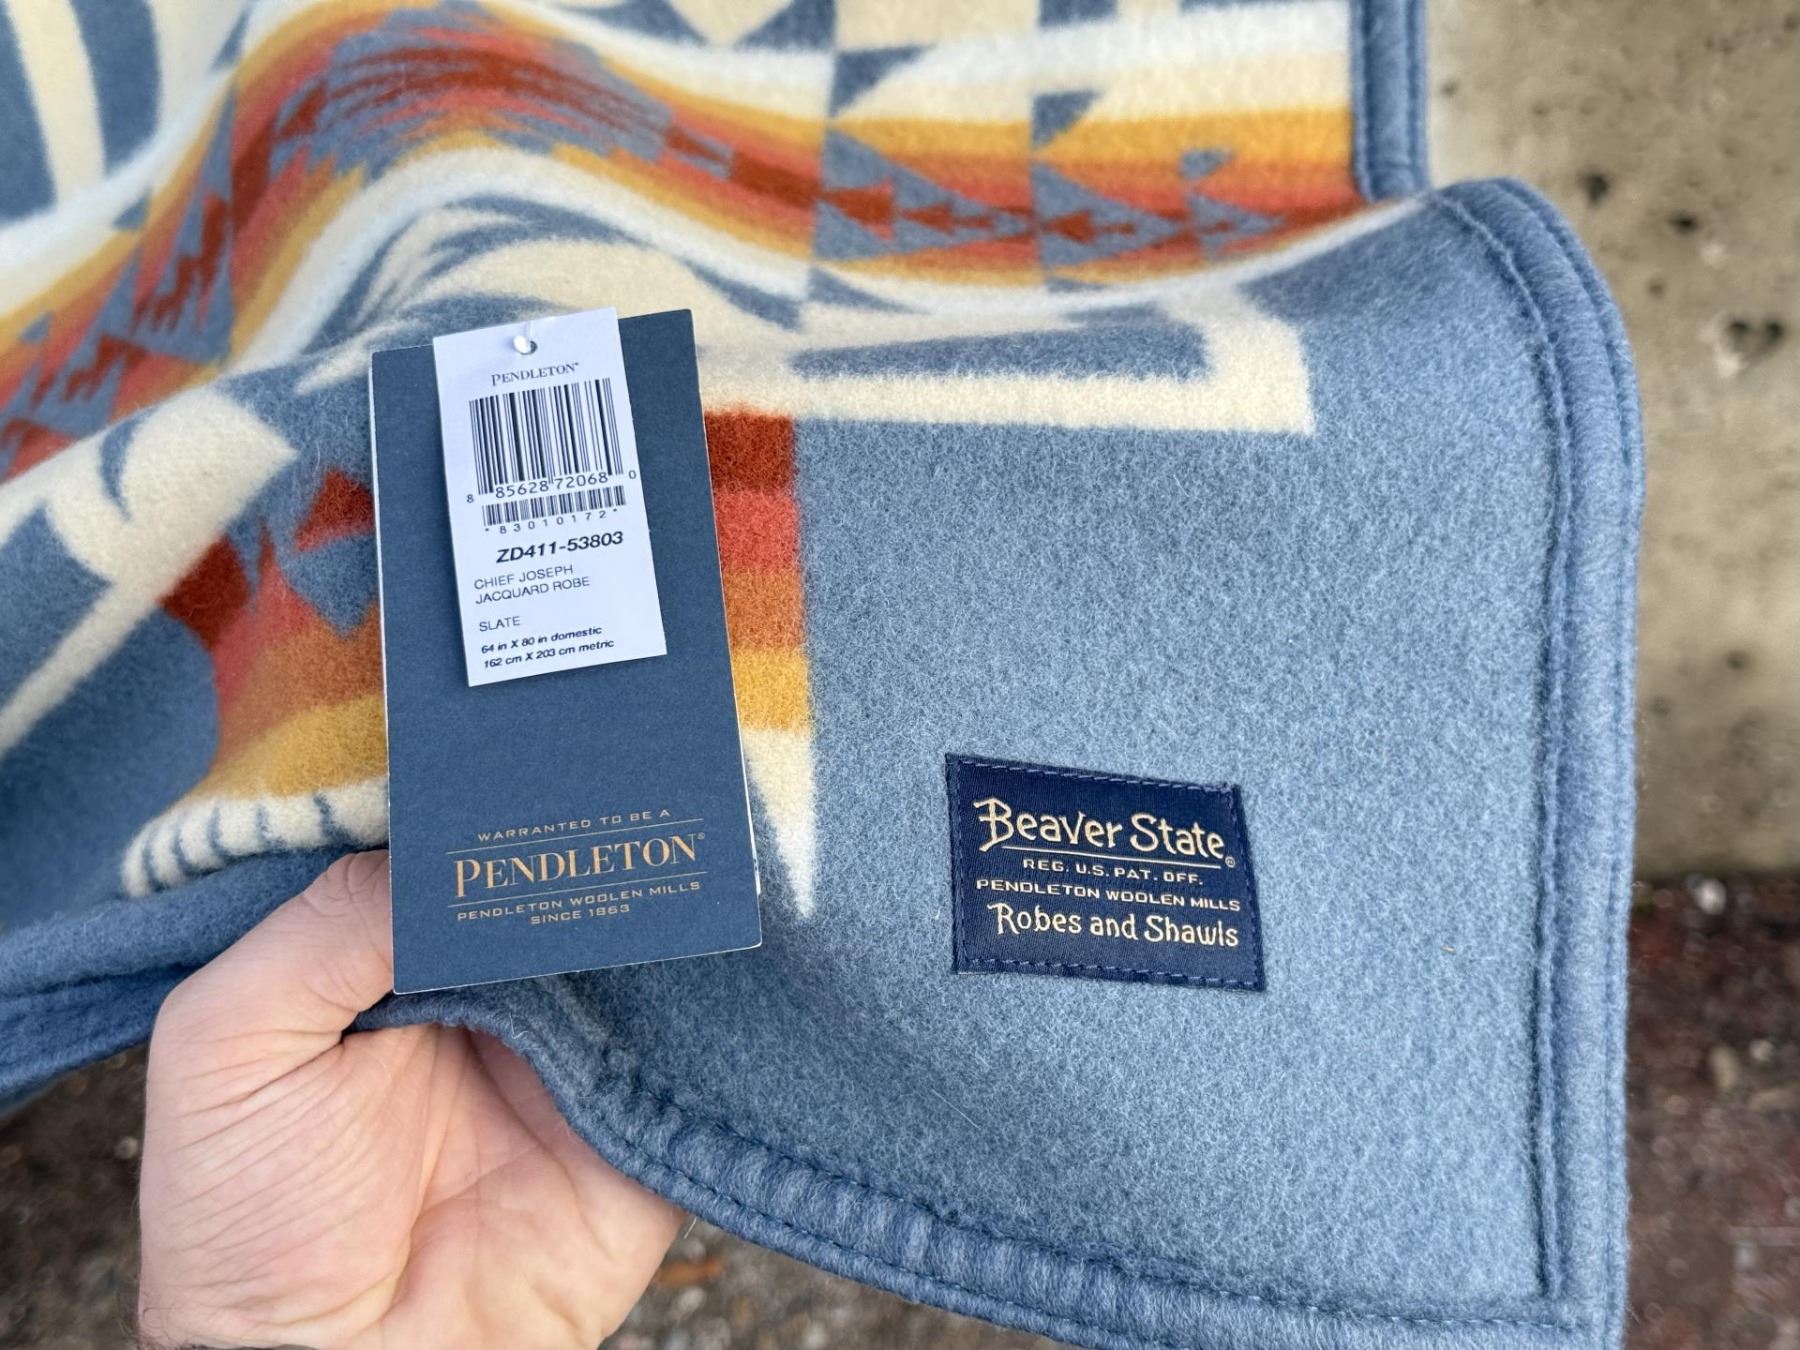 PENDLETON®
8 85628 72068 0
*83010172*
ZD411-53803
CHIEF JOSEPH
JACQUARD ROBE
SLATE
64 in X 80 in domestic
162 cm X 203 cm metric
WARRANTED TO BE A
PENDLETON®
PENDLETON WOOLEN MILLS
SINCE 1863
Beaver State®
REG. U.S. PAT. OFF.
PENDLETON WOOLEN MILLS
Robes and Shawls